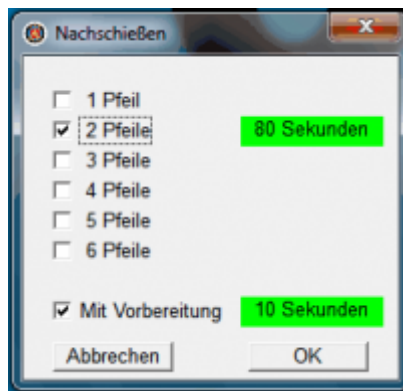 Nachschießen
1 Pfeil
2 Pfeile 80 Sekunden
3 Pfeile
4 Pfeile
5 Pfeile
6 Pfeile
Mit Vorbereitung 10 Sekunden
Abbrechen OK